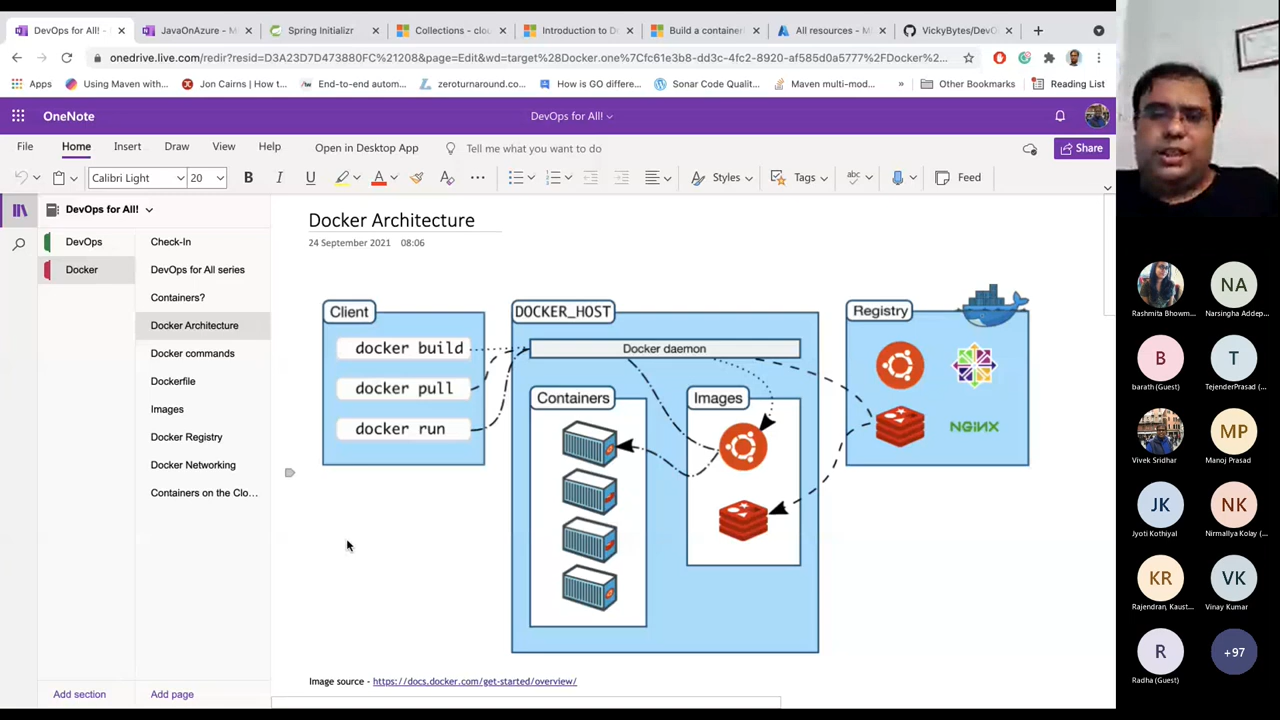 DevOps for All! -
JavaOnAzure - M
Spring Initializr
Collections - clou
Introduction to D
Build a container
All resources - Mi
VickyBytes/DevO
onedrive.live.com/redir?resid=D3A23D7D473880FC%21208&page=Edit&wd=target%28Docker.one%7Cfc61e3b8-dd3c-4fc2-8920-af585d0a5777%2FDocker%2...
Apps
Using Maven with...
Jon Cairns | How t...
End-to-end autom...
zeroturnaround.co...
How is GO differe...
Sonar Code Qualit...
Maven multi-mod...
»
Other Bookmarks
Reading List
OneNote
DevOps for All!
File
Home
Insert
Draw
View
Help
Open in Desktop App
Tell me what you want to do
Share
Calibri Light
20
B
I
U
A
Styles
Tags
Feed
DevOps for All!
DevOps
Docker
Check-In
DevOps for All series
Containers?
Docker Architecture
Docker commands
Dockerfile
Images
Docker Registry
Docker Networking
Containers on the Clo...
Add section
Add page
Docker Architecture
24 September 2021 08:06
Client
docker build
docker pull
docker run
DOCKER_HOST
Docker daemon
Containers
Images
Registry
NGINX
Image source - https://docs.docker.com/get-started/overview/
Rashmita Bhowm...
NA
Narsingha Addep...
B
barath (Guest)
T
TejenderPrasad (...
Vivek Sridhar
MP
Manoj Prasad
JK
Jyoti Kothiyal
NK
Nirmallya Kolay (...
KR
Rajendran, Kaust...
VK
Vinay Kumar
R
Radha (Guest)
+97